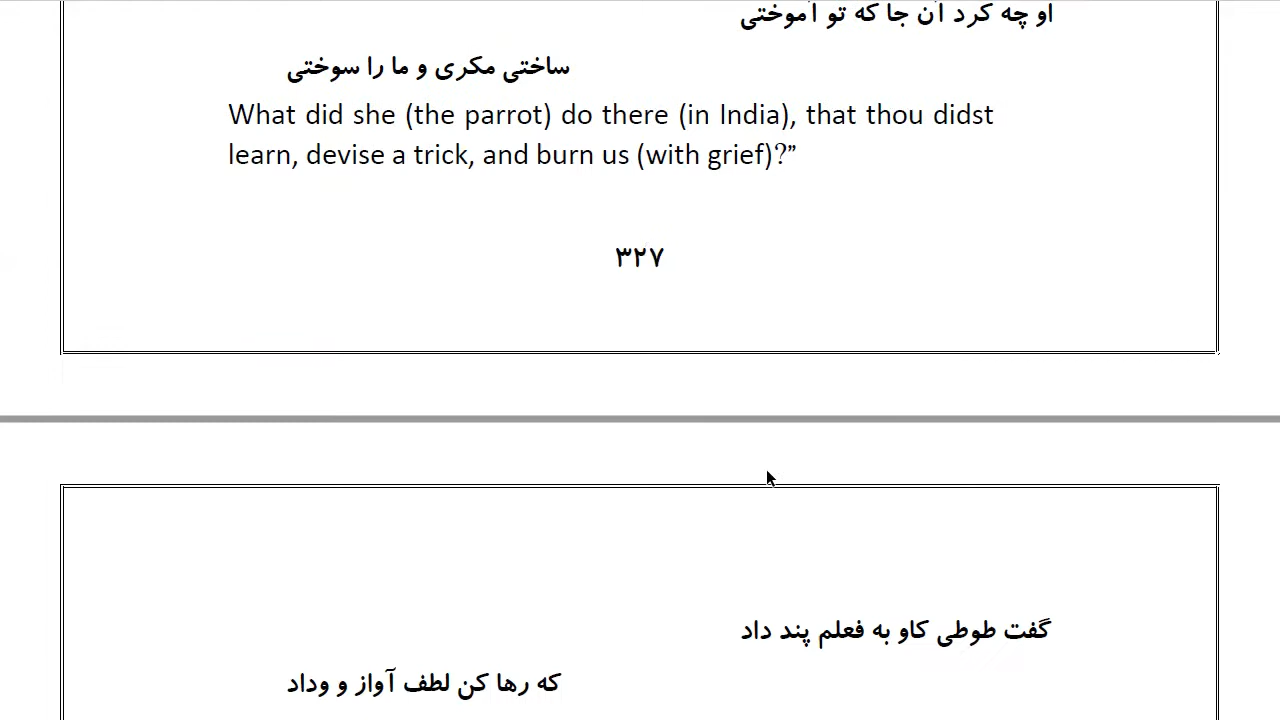 او چه کرد آن جا که تو آموختی
ساختی مکری و ما را سوختی
What did she (the parrot) do there (in India), that thou didst
learn, devise a trick, and burn us (with grief)?”
۳۲۷
گفت طوطی کاو به فعلم پند داد
که رها کن لطف آواز و وداد